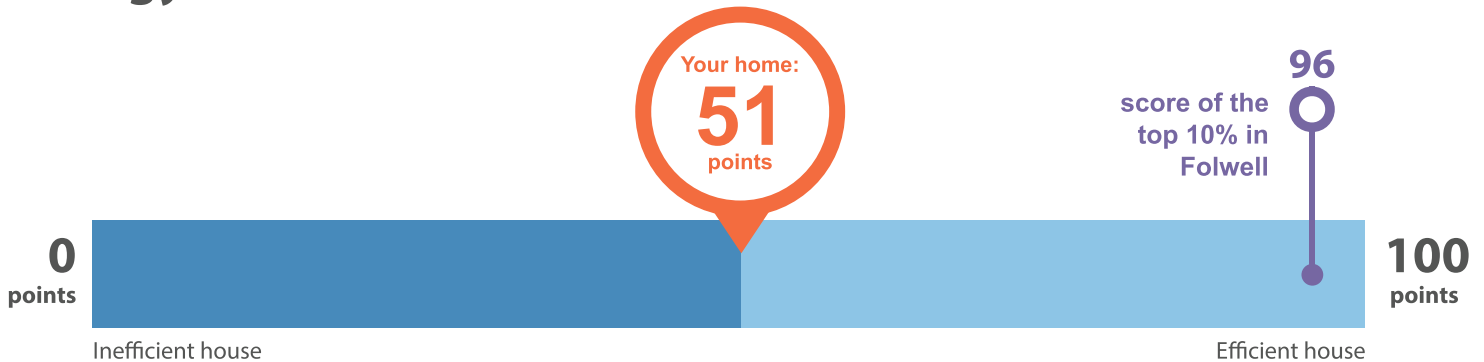 Your home:
51
points
96
score of the
top 10% in
Folwell
0
points
100
points
Inefficient house
Efficient house